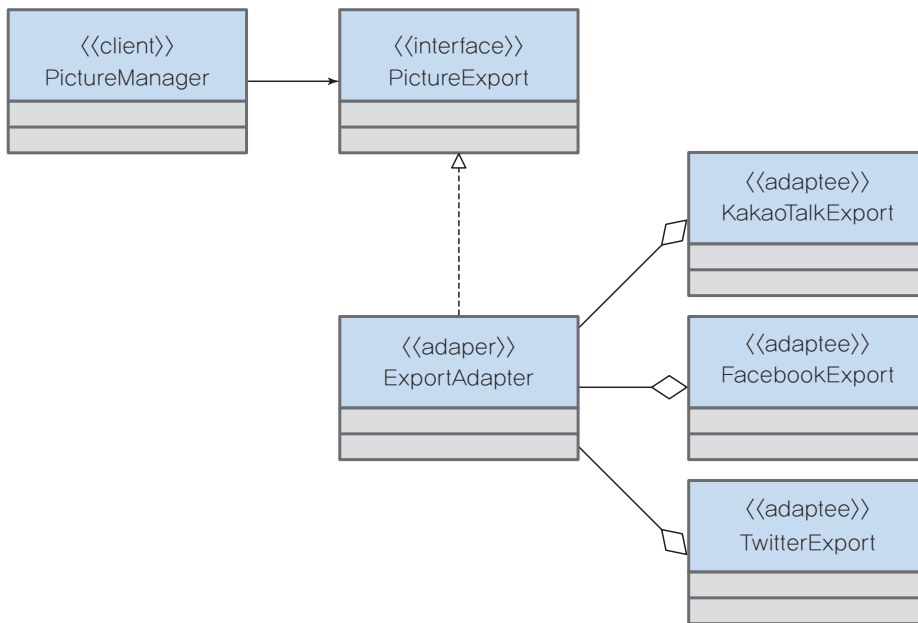 ⟨⟨client⟩⟩
PictureManager
⟨⟨interface⟩⟩
PictureExport
⟨⟨adaptee⟩⟩
KakaoTalkExport
⟨⟨adaper⟩⟩
ExportAdapter
⟨⟨adaptee⟩⟩
FacebookExport
⟨⟨adaptee⟩⟩
TwitterExport